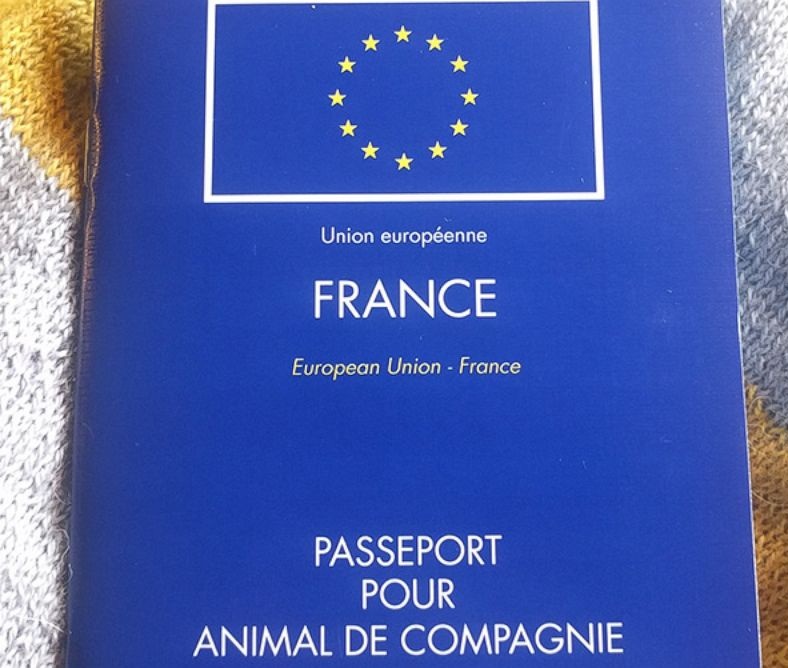 Union européenne
FRANCE
European Union - France
PASSEPORT
POUR
ANIMAL DE COMPAGNIE